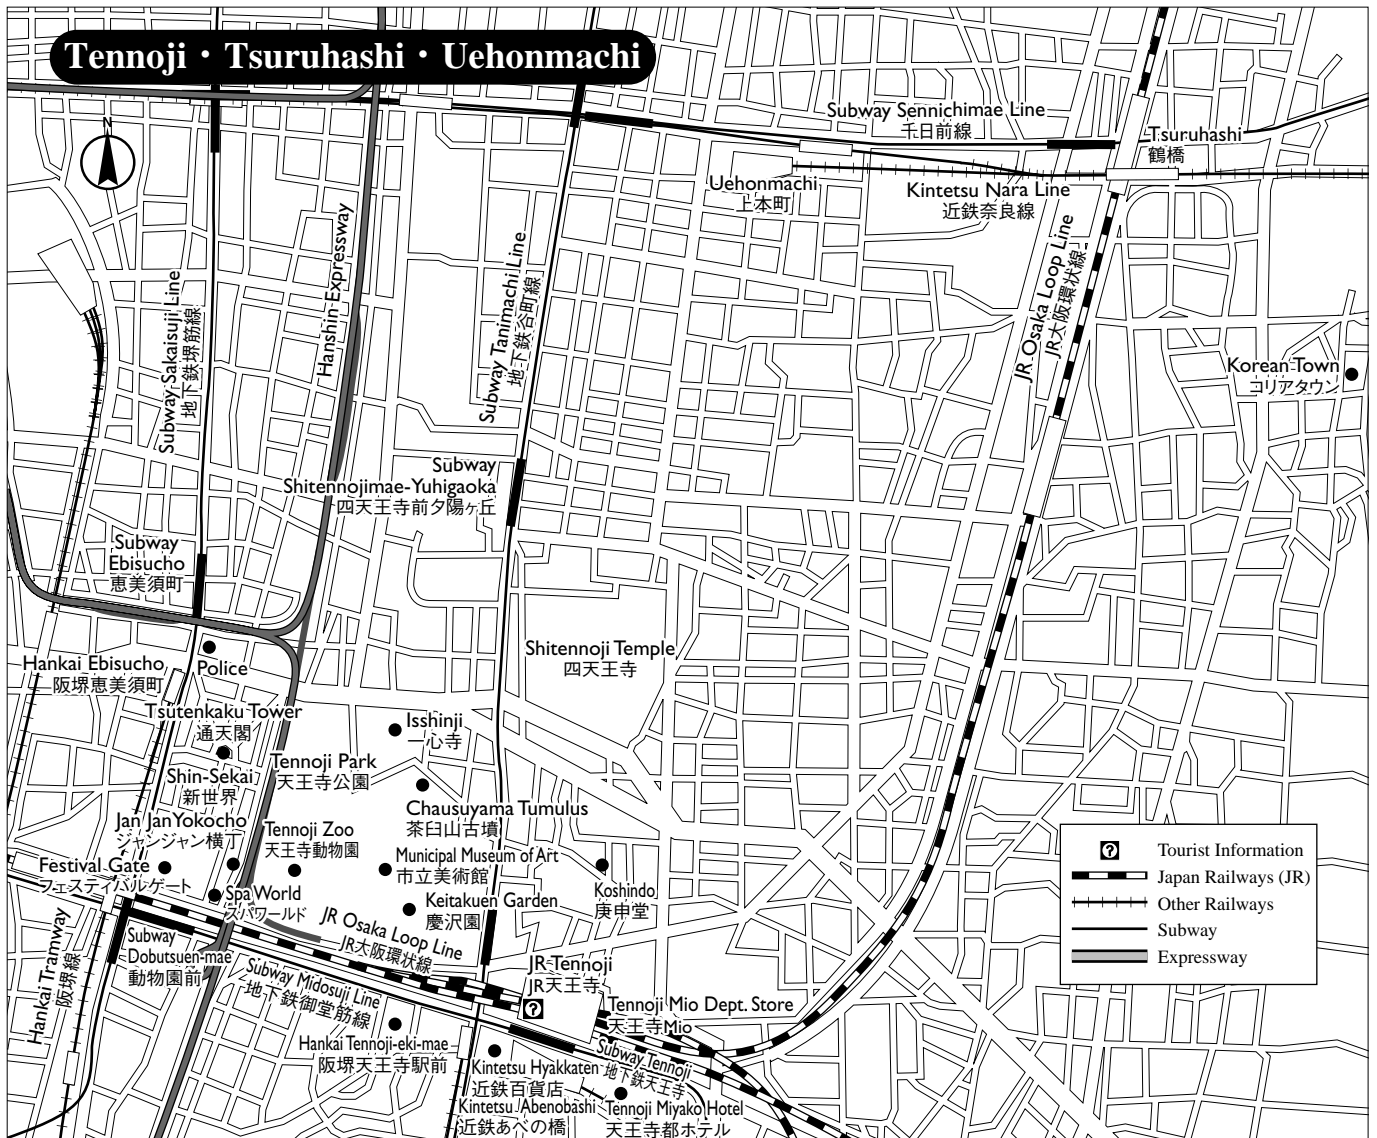 Tennoji・Tsuruhashi・Uehonmachi
N
Subway Sennichimae Line
千日前線
Tsuruhashi
鶴橋
Uehonmachi
上本町
Kintetsu Nara Line
近鉄奈良線
Hanshin Expressway
Subway Sakaisuji Line
地下鉄堺筋線
Subway Tanimachi Line
地下鉄谷町線
JR Osaka Loop Line
JR大阪環状線
Korean Town
コリアタウン
Subway
Shitennojimae-Yuhigaoka
四天王寺前夕陽ヶ丘
Subway
Ebisucho
恵美須町
Shitennoji Temple
四天王寺
Hankai Ebisucho
阪堺恵美須町
Police
Tsutenkaku Tower
通天閣
Isshinji
一心寺
Tennoji Park
天王寺公園
Shin-Sekai
新世界
Chausuyama Tumulus
茶臼山古墳
Jan Jan Yokocho
ジャンジャン横丁
Tennoji Zoo
天王寺動物園
Municipal Museum of Art
市立美術館
Festival Gate
フェスティバルゲート
Spa World
スパワールド
Keitakuen Garden
慶沢園
Koshindo
庚申堂
JR Osaka Loop Line
JR大阪環状線
Hankai Tramway
阪堺線
Subway
Dobutsuen-mae
動物園前
Subway Midosuji Line
地下鉄御堂筋線
JR Tennoji
JR天王寺
?
Tennoji Mio Dept. Store
天王寺Mio
Hankai Tennoji-eki-mae
阪堺天王寺駅前
Subway Tennoji
地下鉄天王寺
Kintetsu Hyakkaten
近鉄百貨店
Kintetsu Abenobashi
近鉄あべの橋
Tennoji Miyako Hotel
天王寺都ホテル
? Tourist Information
Japan Railways (JR)
Other Railways
Subway
Expressway